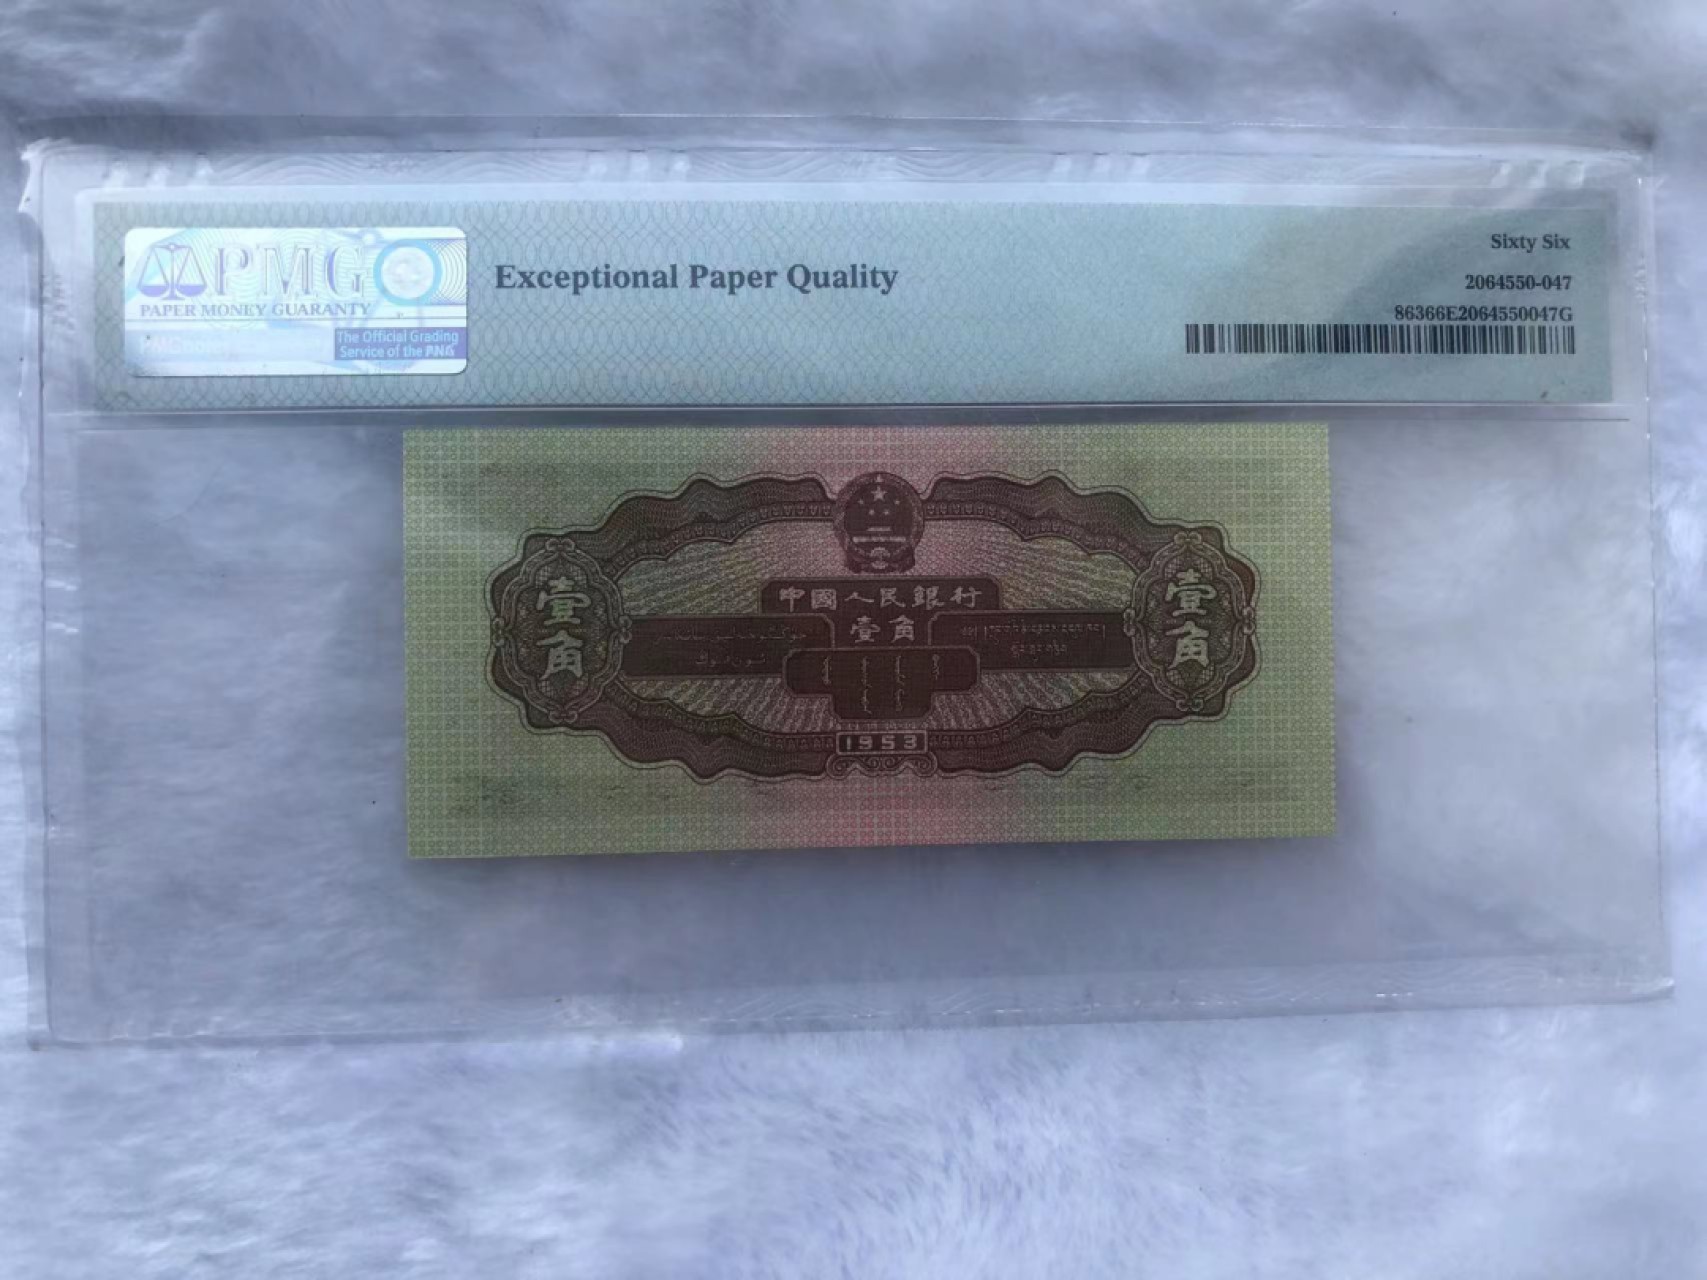 PMG
PAPER MONEY GUARANTY
The Official Grading
Service of the PNG
Exceptional Paper Quality
Sixty Six
2064550-047
86366E2064550047G
中國人民銀行
壹角
壹角
壹角
1953